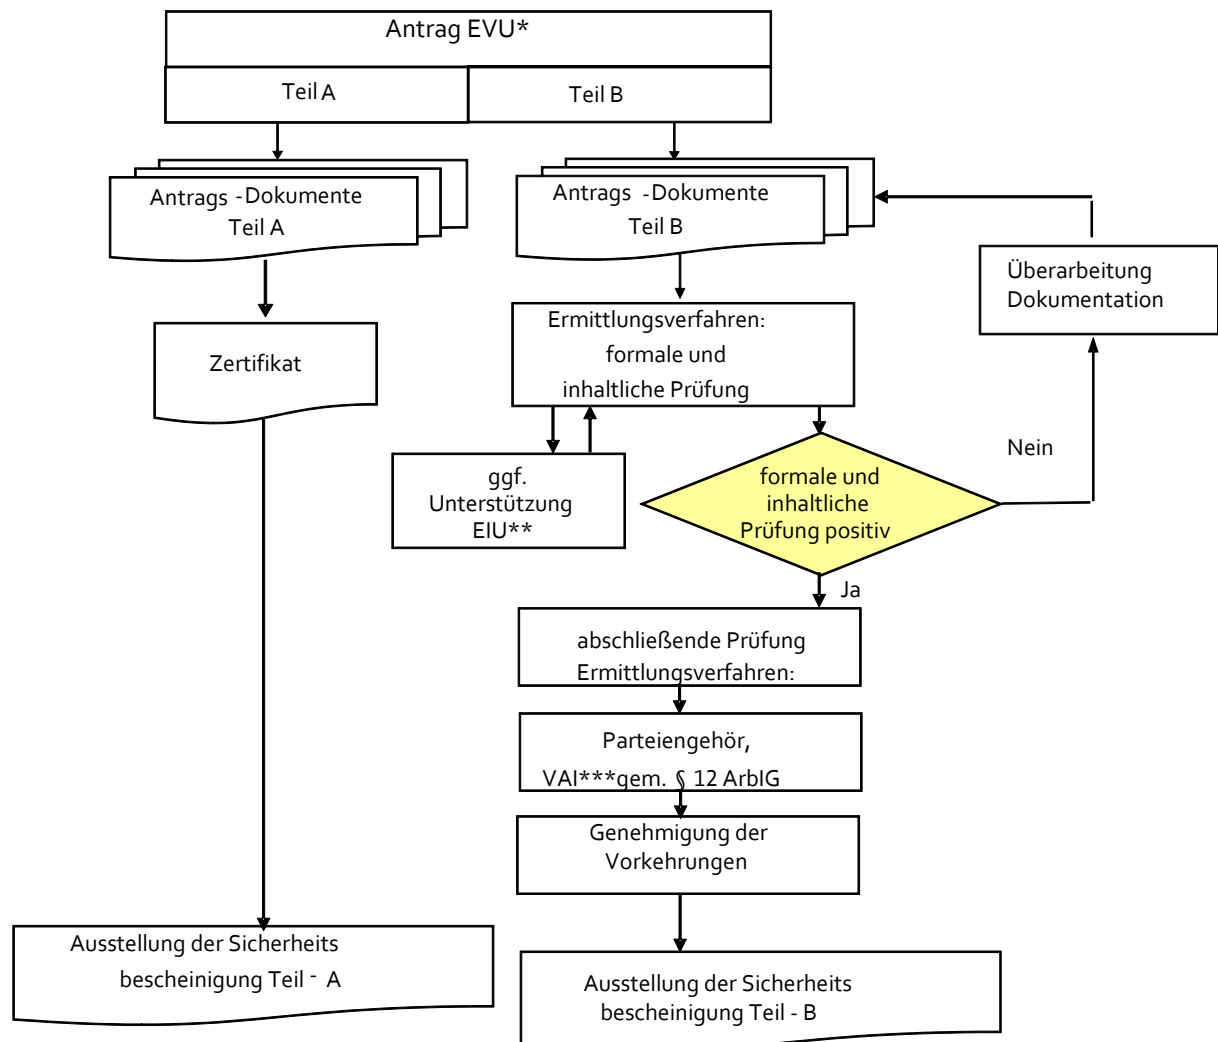 Antrag EVU*
Teil A
Teil B
Antrags - Dokumente
Teil A
Antrags - Dokumente
Teil B
Überarbeitung
Dokumentation
Zertifikat
Ermittlungsverfahren:
formale und
inhaltliche Prüfung
ggf.
Unterstützung
EIU**
formale und
inhaltliche
Prüfung positiv
Nein
Ja
abschließende Prüfung
Ermittlungsverfahren:
Parteiengehör,
VAI***gem. § 12 ArbIG
Genehmigung der
Vorkehrungen
Ausstellung der Sicherheits
bescheinigung Teil - A
Ausstellung der Sicherheits
bescheinigung Teil - B